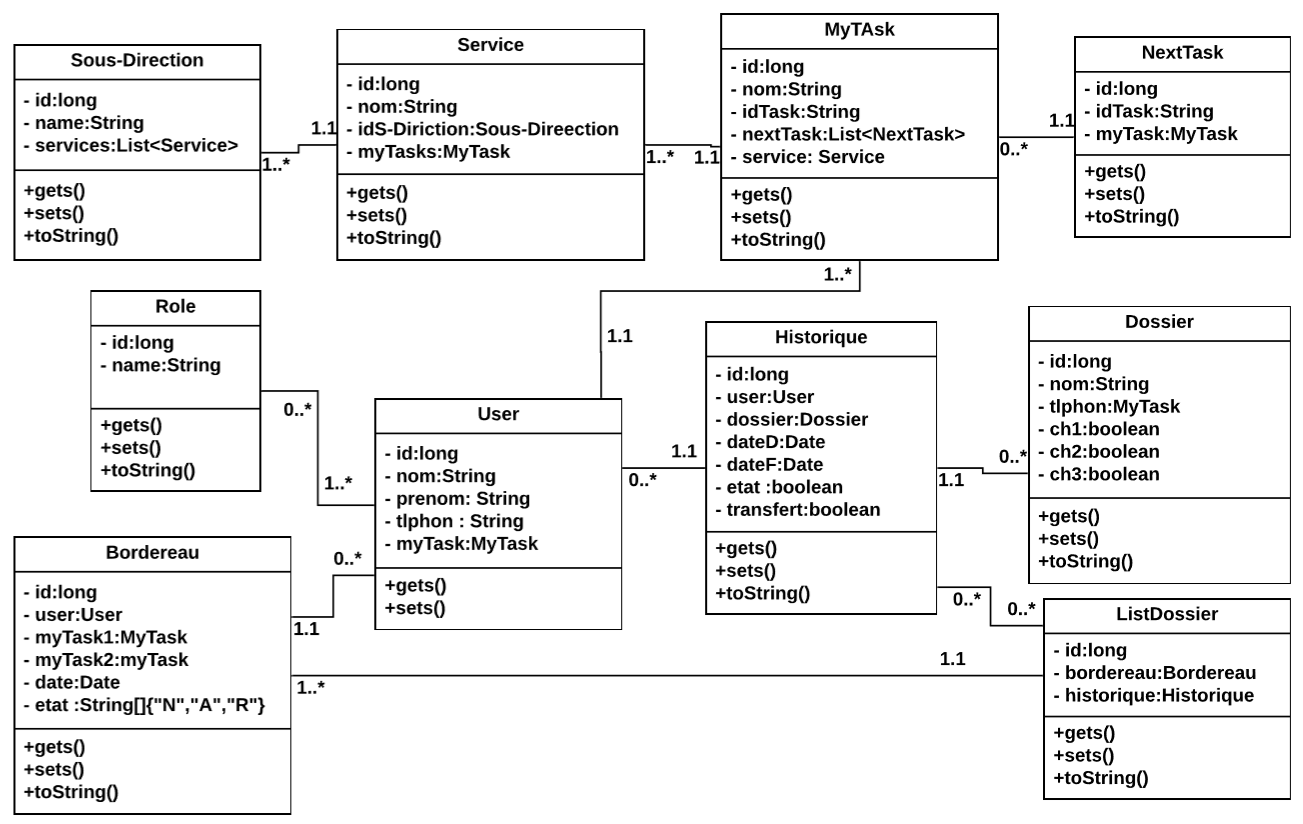 Sous-Direction
- id:long
- name:String
- services:List<Service>
+gets()
+sets()
+toString()
1..*
1.1
Service
- id:long
- nom:String
- idS-Diriction:Sous-Direection
- myTasks:MyTask
+gets()
+sets()
+toString()
1..*
1.1
MyTAsk
- id:long
- nom:String
- idTask:String
- nextTask:List<NextTask>
- service: Service
+gets()
+sets()
+toString()
0..*
1.1
NextTask
- id:long
- idTask:String
- myTask:MyTask
+gets()
+sets()
+toString()
1..*
1.1
Role
- id:long
- name:String
+gets()
+sets()
+toString()
0..*
1..*
User
- id:long
- nom:String
- prenom: String
- tlphon : String
- myTask:MyTask
+gets()
+sets()
0..*
1.1
Historique
- id:long
- user:User
- dossier:Dossier
- dateD:Date
- dateF:Date
- etat :boolean
- transfert:boolean
+gets()
+sets()
+toString()
1.1
0..*
Dossier
- id:long
- nom:String
- tlphon:MyTask
- ch1:boolean
- ch2:boolean
- ch3:boolean
+gets()
+sets()
+toString()
Bordereau
- id:long
- user:User
- myTask1:MyTask
- myTask2:myTask
- date:Date
- etat :String[]{"N","A","R"}
+gets()
+sets()
+toString()
0..*
1.1
1..*
1.1
0..*
0..*
ListDossier
- id:long
- bordereau:Bordereau
- historique:Historique
+gets()
+sets()
+toString()